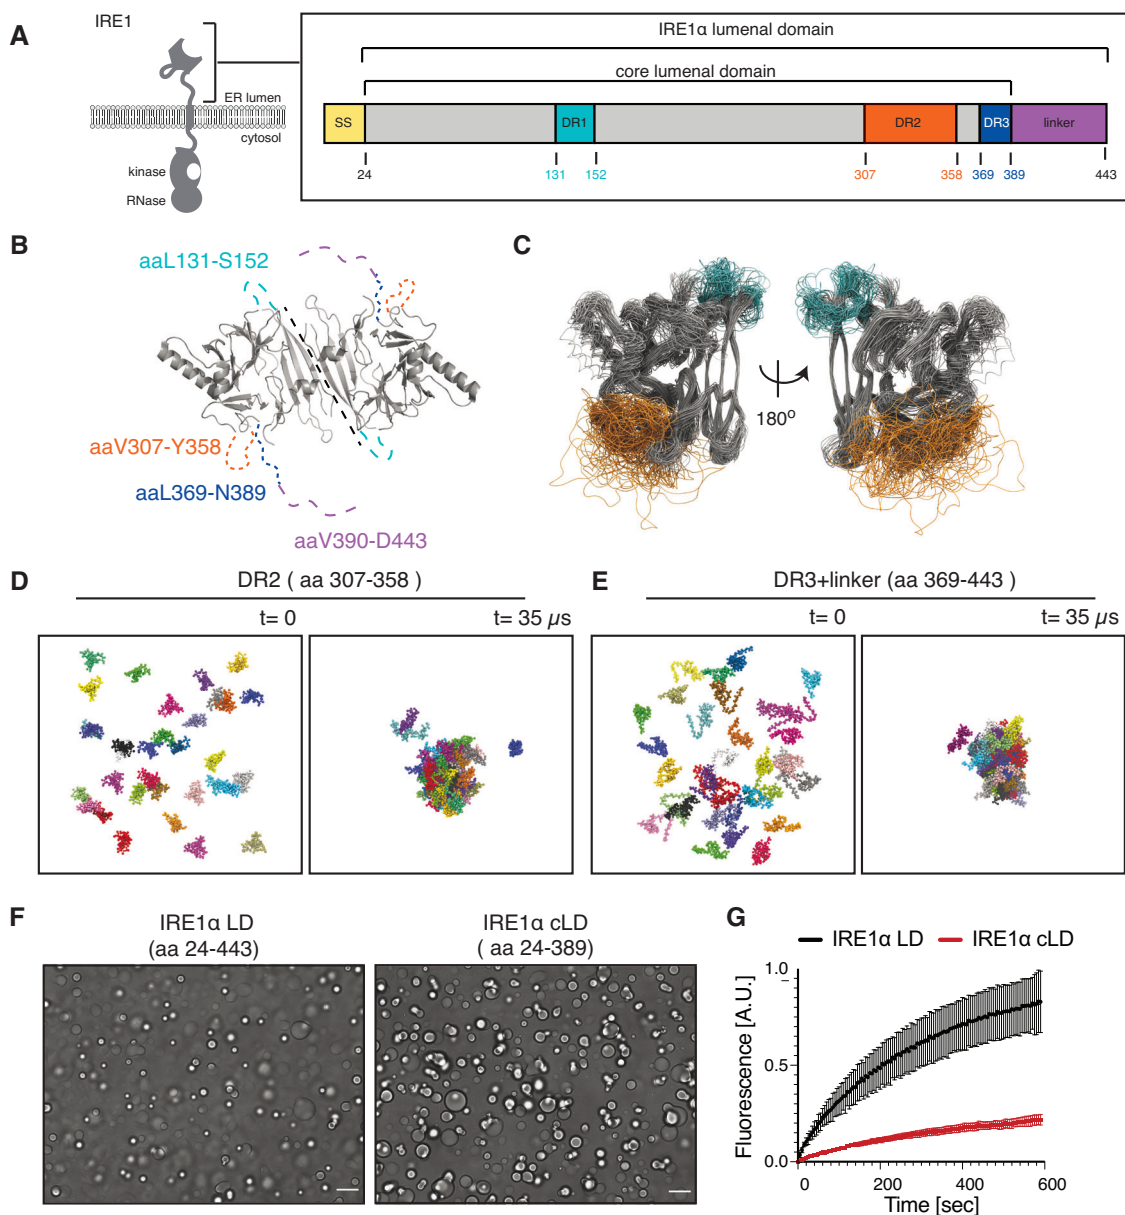 A
IRE1
ER lumen
cytosol
kinase
RNase
IRE1α lumenal domain
core lumenal domain
SS
DR1
DR2
DR3
linker
24
131
152
307
358
369
389
443
B
aaL131-S152
aaV307-Y358
aaL369-N389
aaV390-D443
C
180o
D
DR2 ( aa 307-358 )
t= 0
t= 35 µs
E
DR3+linker (aa 369-443 )
t= 0
t= 35 µs
F
IRE1α LD
(aa 24-443)
IRE1α cLD
( aa 24-389)
G
IRE1α LD
IRE1α cLD
Fluorescence [A.U.]
1.0
0.5
0.0
0
200
400
600
Time [sec]